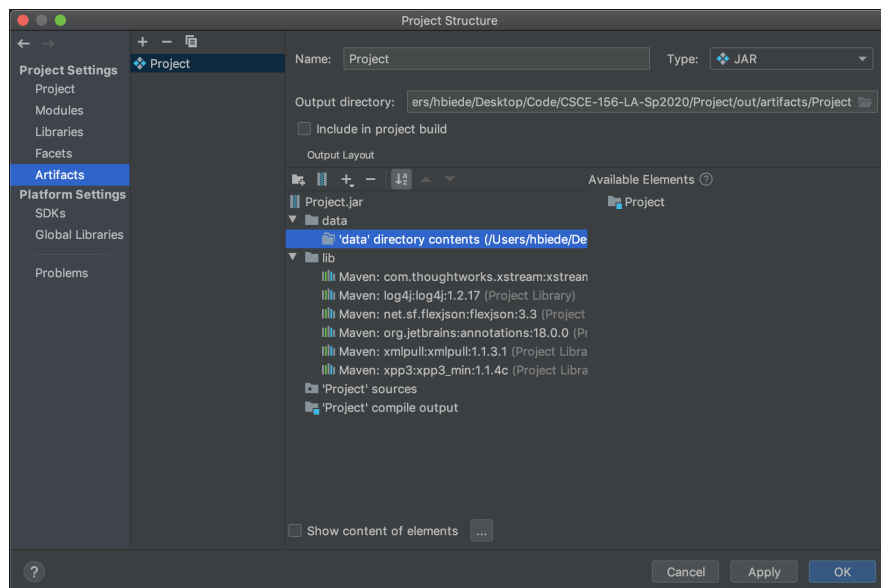 Project Structure
Project Settings
Project
Modules
Libraries
Facets
Artifacts
Platform Settings
SDKs
Global Libraries
Problems
Project
Name: Project Type: JAR
Output directory: ers/hbiede/Desktop/Code/CSCE-156-LA-Sp2020/Project/out/artifacts/Project
Include in project build
Output Layout
Available Elements ?
Project.jar
data
'data' directory contents (/Users/hbiede/De
lib
Maven: com.thoughtworks.xstream:xstream
Maven: log4j:log4j:1.2.17 (Project Library)
Maven: net.sf.flexjson:flexjson:3.3 (Project
Maven: org.jetbrains:annotations:18.0.0 (Pr
Maven: xmlpull:xmlpull:1.1.3.1 (Project Libra
Maven: xpp3:xpp3_min:1.1.4c (Project Libra
'Project' sources
'Project' compile output
Project
Show content of elements ...
? Cancel Apply OK